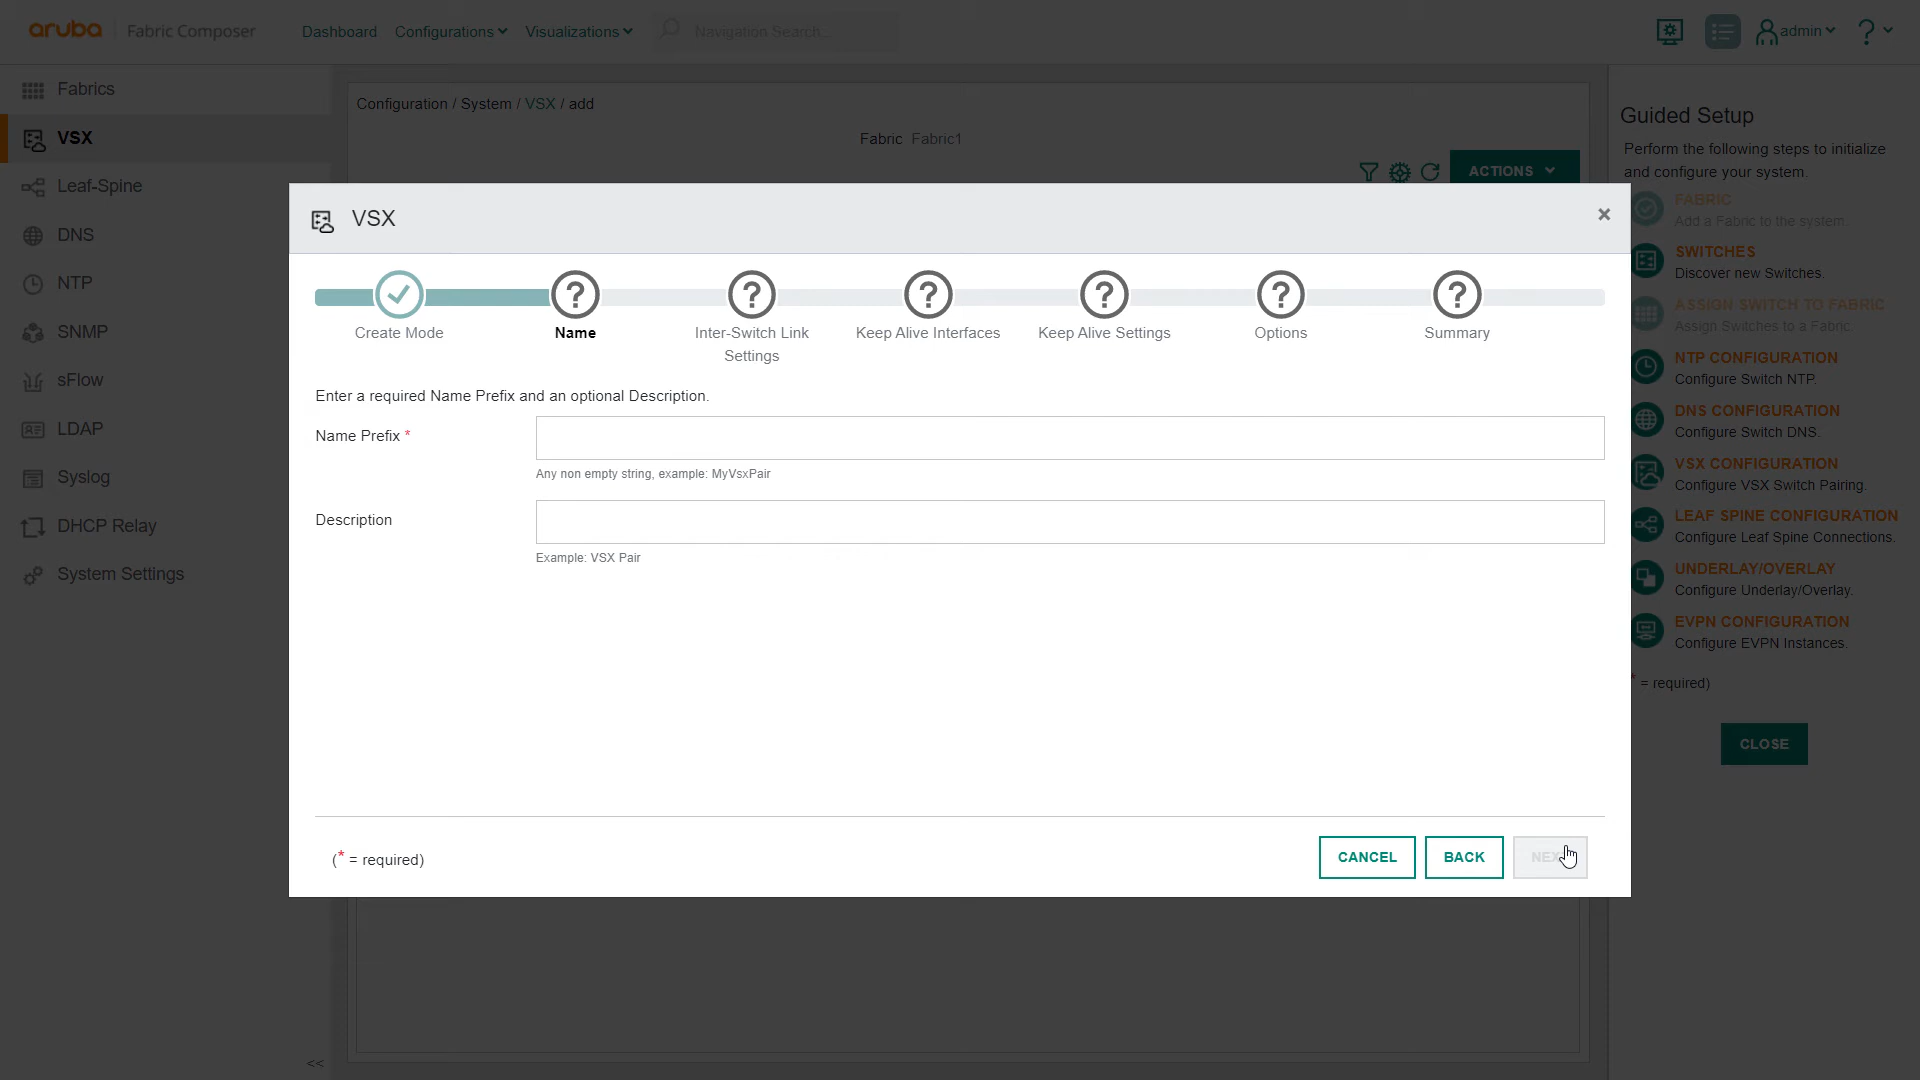 aruba Fabric Composer Dashboard Configurations Visualizations Navigation Search... admin ?
Fabrics
VSX
Leaf-Spine
DNS
NTP
SNMP
sFlow
LDAP
Syslog
DHCP Relay
System Settings
<<
Configuration / System / VSX / add
Fabric Fabric1
ACTIONS
VSX
×
Create Mode
? Name
? Inter-Switch Link
Settings
? Keep Alive Interfaces
? Keep Alive Settings
? Options
? Summary
Enter a required Name Prefix and an optional Description.
Name Prefix *
Any non empty string, example: MyVsxPair
Description
Example: VSX Pair
(* = required)
CANCEL BACK
Guided Setup
Perform the following steps to initialize
and configure your system.
FABRIC
Add a Fabric to the system.
SWITCHES
Discover new Switches.
ASSIGN SWITCH TO FABRIC
Assign Switches to a Fabric.
NTP CONFIGURATION
Configure Switch NTP.
DNS CONFIGURATION
Configure Switch DNS.
VSX CONFIGURATION
Configure VSX Switch Pairing.
LEAF SPINE CONFIGURATION
Configure Leaf Spine Connections.
UNDERLAY/OVERLAY
Configure Underlay/Overlay.
EVPN CONFIGURATION
Configure EVPN Instances.
* = required)
CLOSE